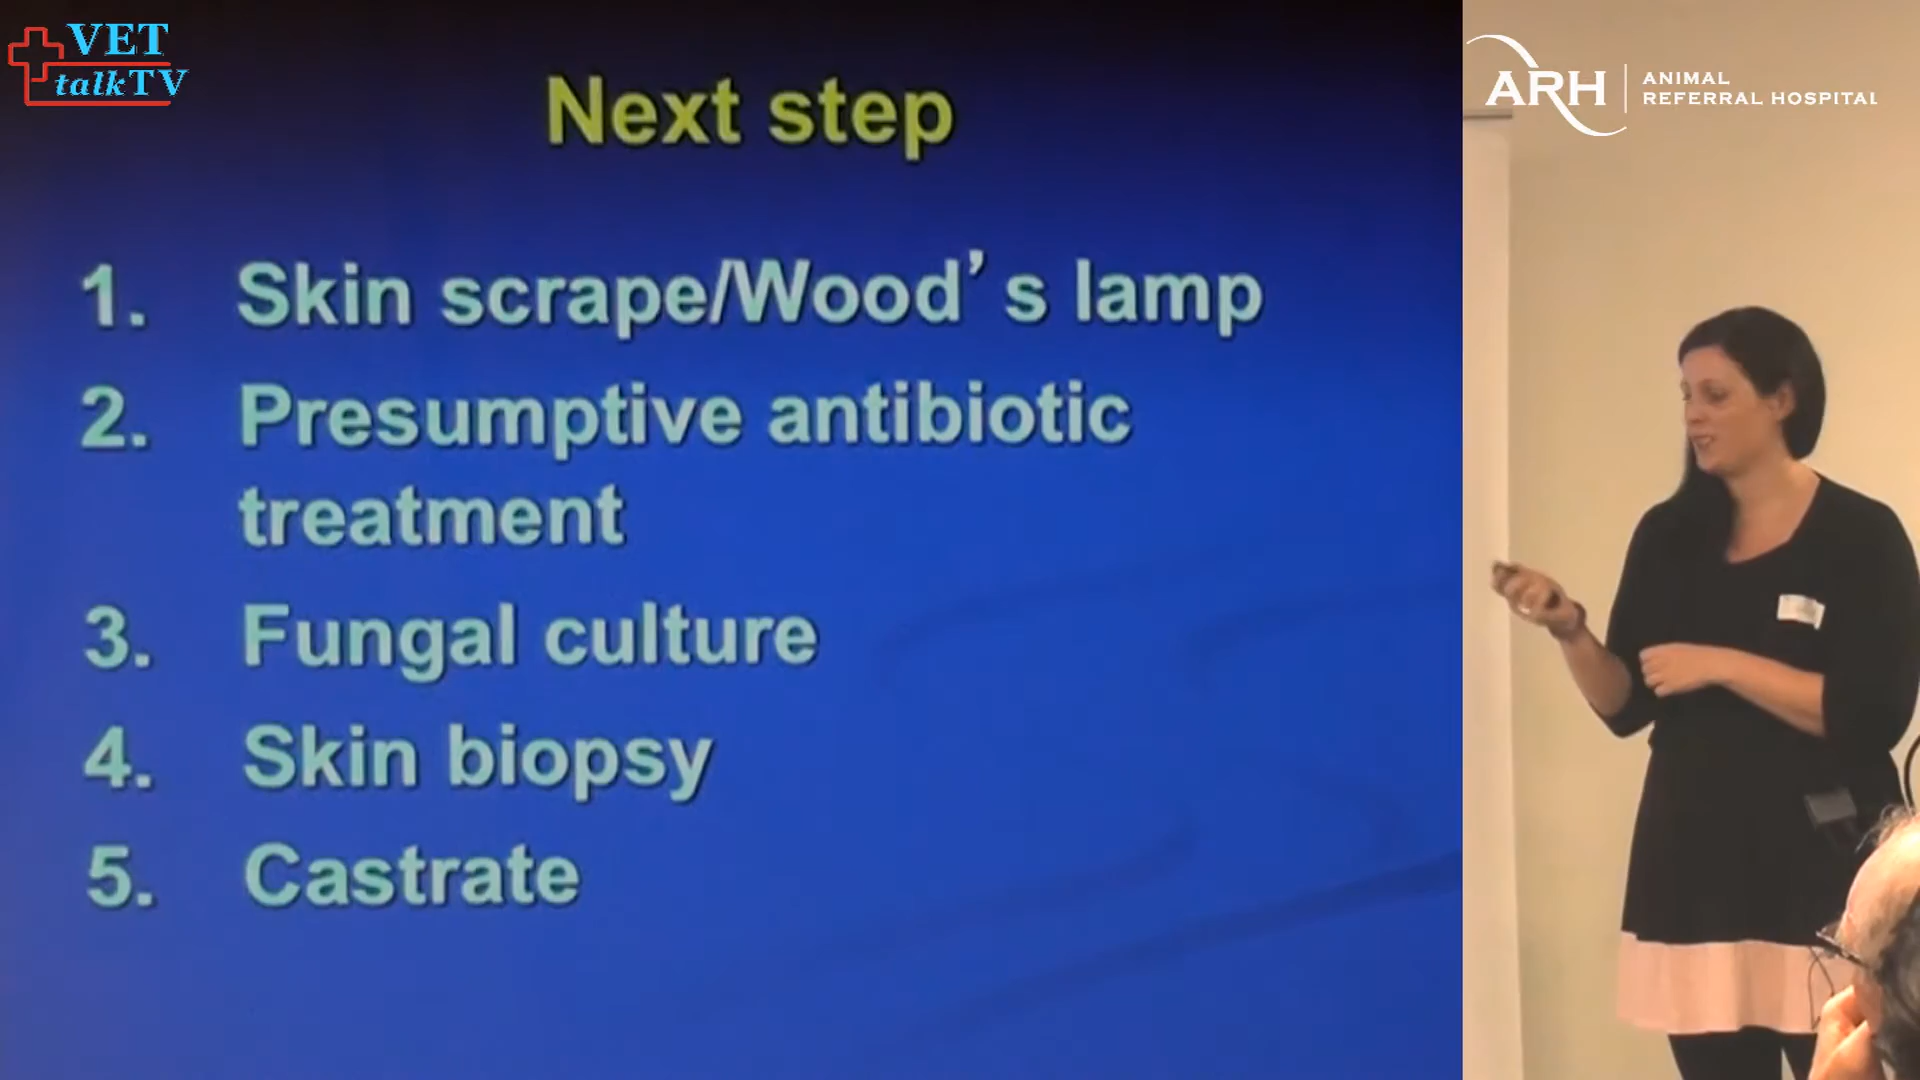 VET
talkTV
Next step
1. Skin scrape/Wood's lamp
2. Presumptive antibiotic
treatment
3. Fungal culture
4. Skin biopsy
5. Castrate
ARH
ANIMAL
REFERRAL HOSPITAL